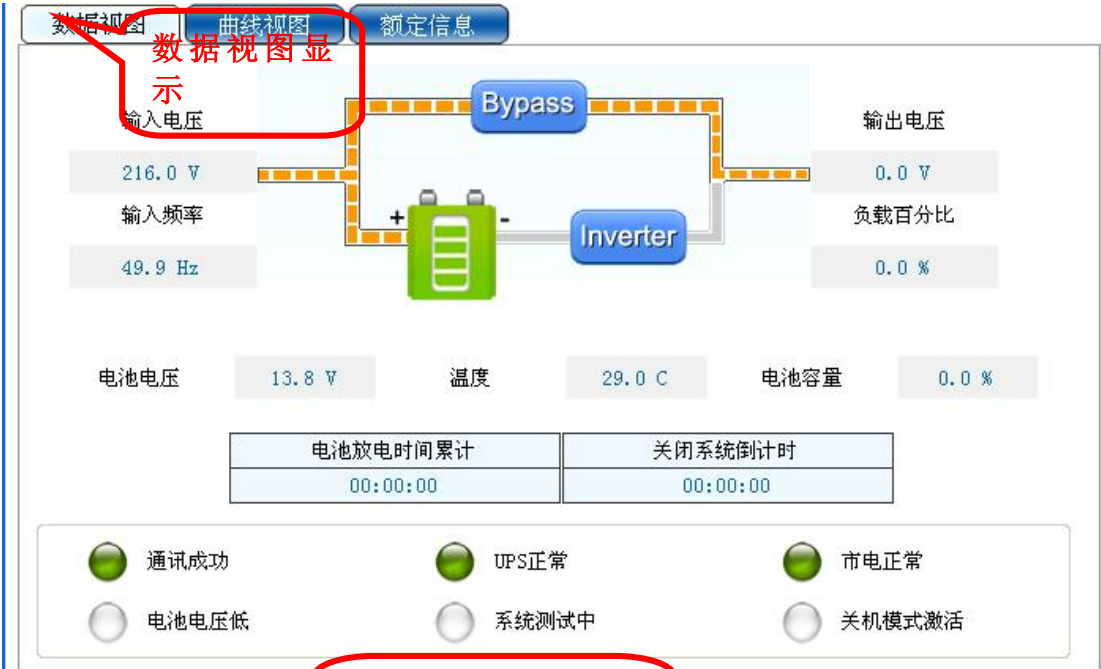 数据视图 曲线视图 额定信息
数据视图显
示
Bypass
输入电压 输出电压
216.0 V 0.0 V
输入频率 负载百分比
+ -
Inverter
49.9 Hz 0.0 %
电池电压 13.8 V 温度 29.0 C 电池容量 0.0 %
电池放电时间累计 关闭系统倒计时
00:00:00 00:00:00
通讯成功 UPS正常 市电正常
电池电压低 系统测试中 关机模式激活